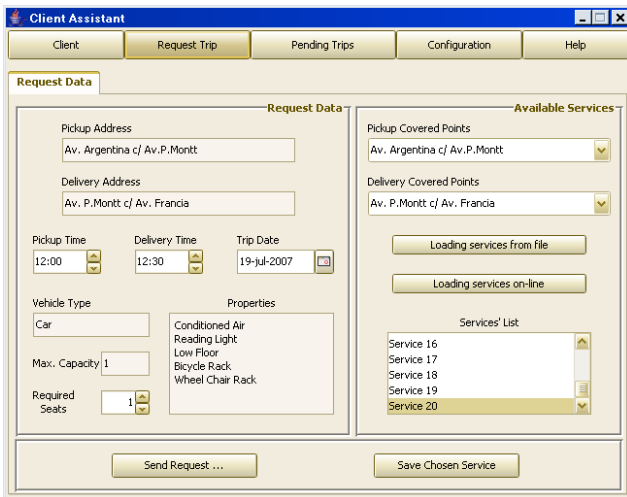 Client Assistant
Client
Request Trip
Pending Trips
Configuration
Help
Request Data
Request Data
Pickup Address
Av. Argentina c/ Av.P.Montt
Delivery Address
Av. P.Montt c/ Av. Francia
Pickup Time
Delivery Time
Trip Date
12:00
12:30
19-jul-2007
Vehicle Type
Car
Max. Capacity 1
Required
Seats
1
Properties
Conditioned Air
Reading Light
Low Floor
Bicycle Rack
Wheel Chair Rack
Available Services
Pickup Covered Points
Av. Argentina c/ Av.P.Montt
Delivery Covered Points
Av. P.Montt c/ Av. Francia
Loading services from file
Loading services on-line
Services' List
Service 16
Service 17
Service 18
Service 19
Service 20
Send Request ...
Save Chosen Service